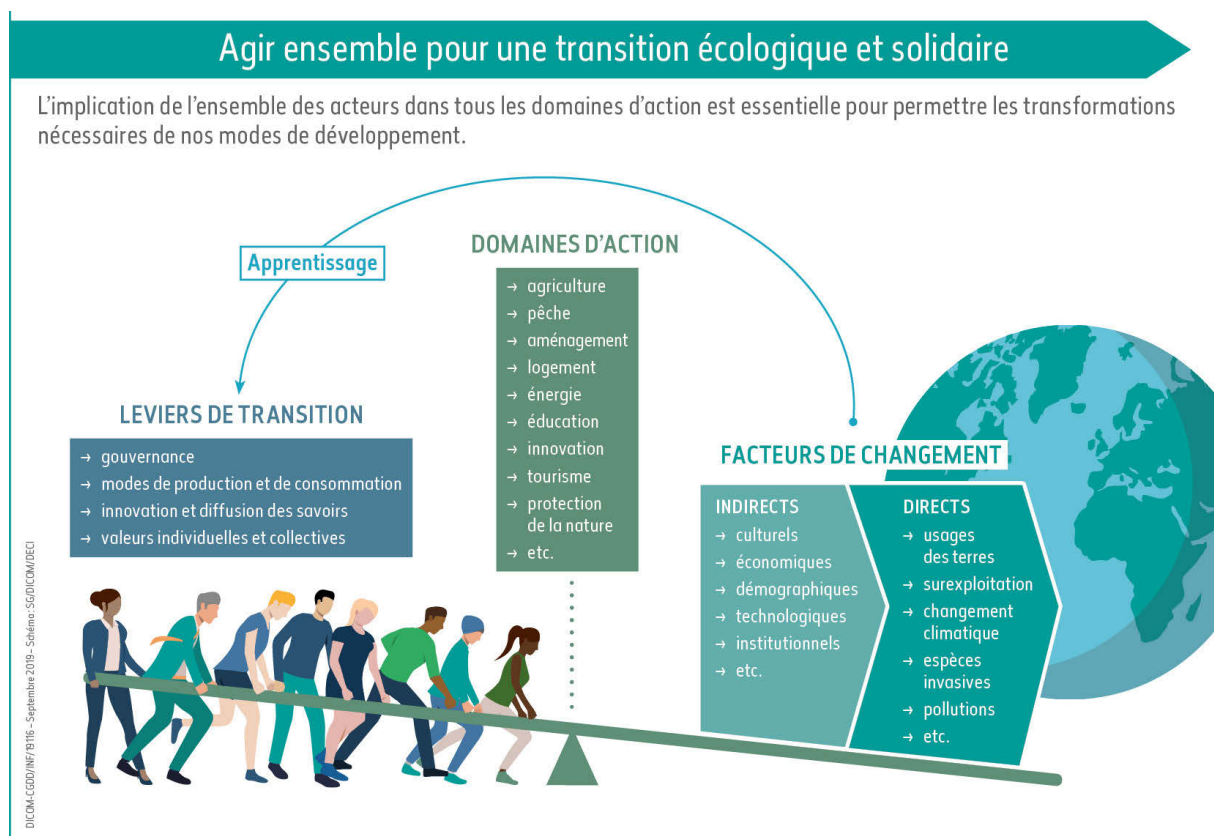 Agir ensemble pour une transition écologique et solidaire
L'implication de l'ensemble des acteurs dans tous les domaines d'action est essentielle pour permettre les transformations
nécessaires de nos modes de développement.
Apprentissage
DOMAINES D'ACTION
→ agriculture
→ pêche
→ aménagement
→ logement
→ énergie
→ éducation
→ innovation
→ tourisme
→ protection
de la nature
→ etc.
LEVIERS DE TRANSITION
→ gouvernance
→ modes de production et de consommation
→ innovation et diffusion des savoirs
→ valeurs individuelles et collectives
FACTEURS DE CHANGEMENT
INDIRECTS
→ culturels
→ économiques
→ démographiques
→ technologiques
→ institutionnels
→ etc.
DIRECTS
→ usages
des terres
→ surexploitation
→ changement
climatique
→ espèces
invasives
→ pollutions
→ etc.
DICOM-CGDD/INF/19116 – Septembre 2019 – Schéma : SG/DICOM/DECI